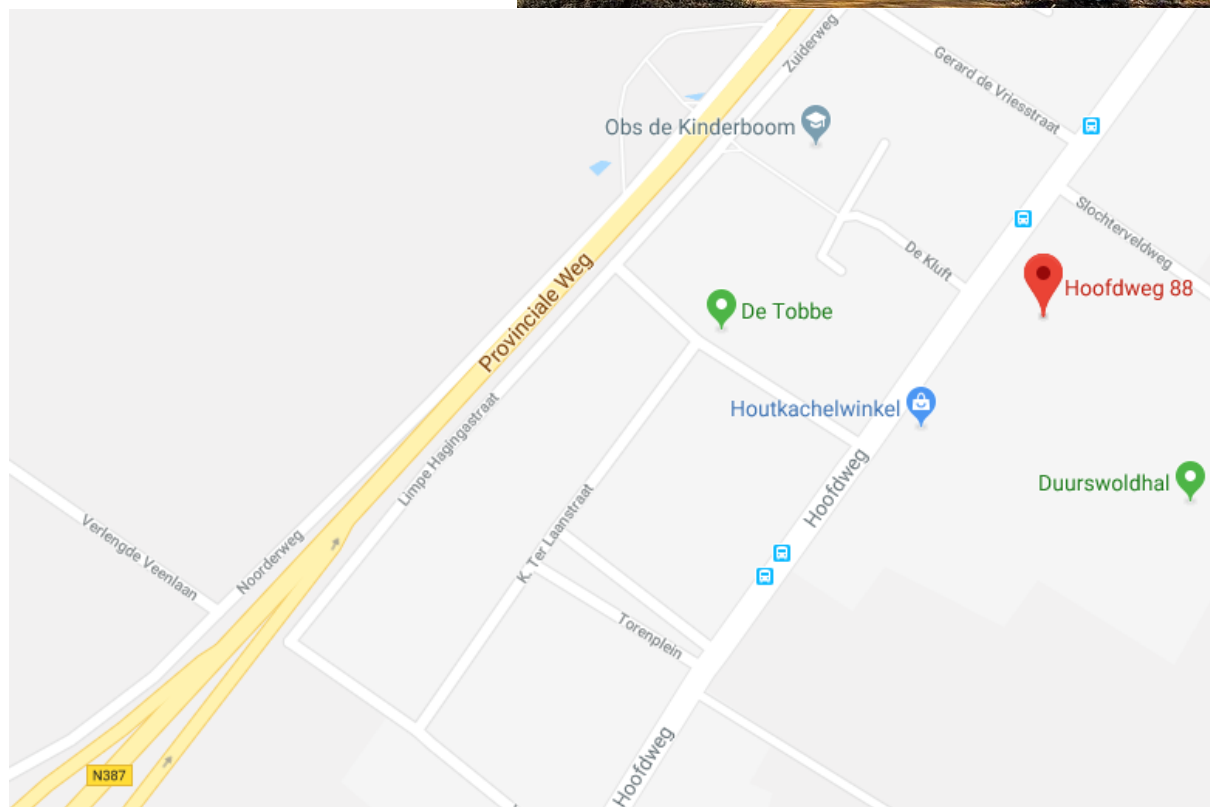 Zuiderweg
Gerard de Vriesstraat
Obs de Kinderboom
Slochterveldweg
De Kluft
Provinciale Weg
Hoofdweg 88
De Tobbe
Houtkachelwinkel
Limpe Hagingastraat
Hoofdweg
Duurswoldhal
Verlengde Veenlaan
Noorderweg
K. Ter Laanstraat
Torenplein
Hoofdweg
N387